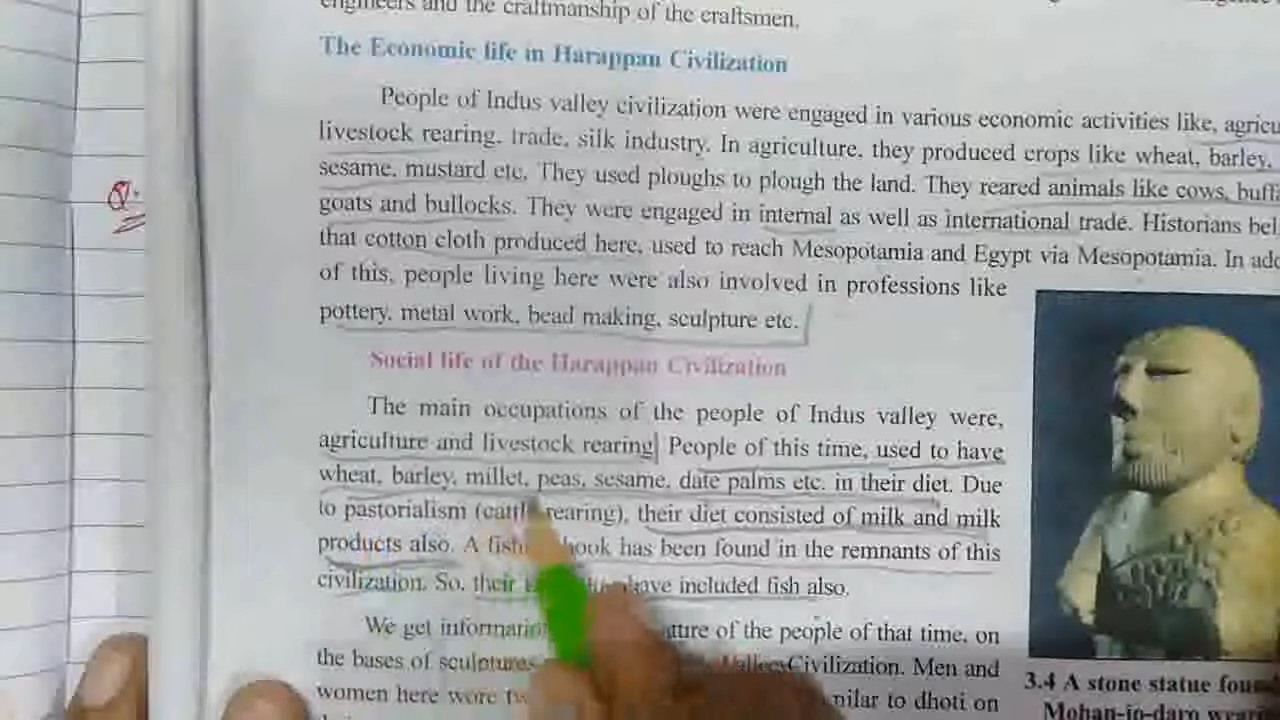 engineers and the craftmanship of the craftsmen.
The Economic life in Harappan Civilization
People of Indus valley civilization were engaged in various economic activities like, agricu
livestock rearing, trade, silk industry. In agriculture, they produced crops like wheat, barley,
sesame, mustard etc. They used ploughs to plough the land. They reared animals like cows, buff
goats and bullocks. They were engaged in internal as well as international trade. Historians bel
that cotton cloth produced here, used to reach Mesopotamia and Egypt via Mesopotamia. In add
of this, people living here were also involved in professions like
pottery, metal work, bead making, sculpture etc.
Social life of the Harappan Civilization
The main occupations of the people of Indus valley were,
agriculture and livestock rearing People of this time, used to have
wheat, barley, millet, peas, sesame, date palms etc. in their diet. Due
to pastorialism (cattle rearing), their diet consisted of milk and milk
products also. A fish hook has been found in the remnants of this
civilization. So, their have included fish also.
We get information ture of the people of that time, on
the bases of sculptures Valley Civilization. Men and
women here wore tw milar to dhoti on
3.4 A stone statue foun
Mohan-jo-daro wearin
Q.